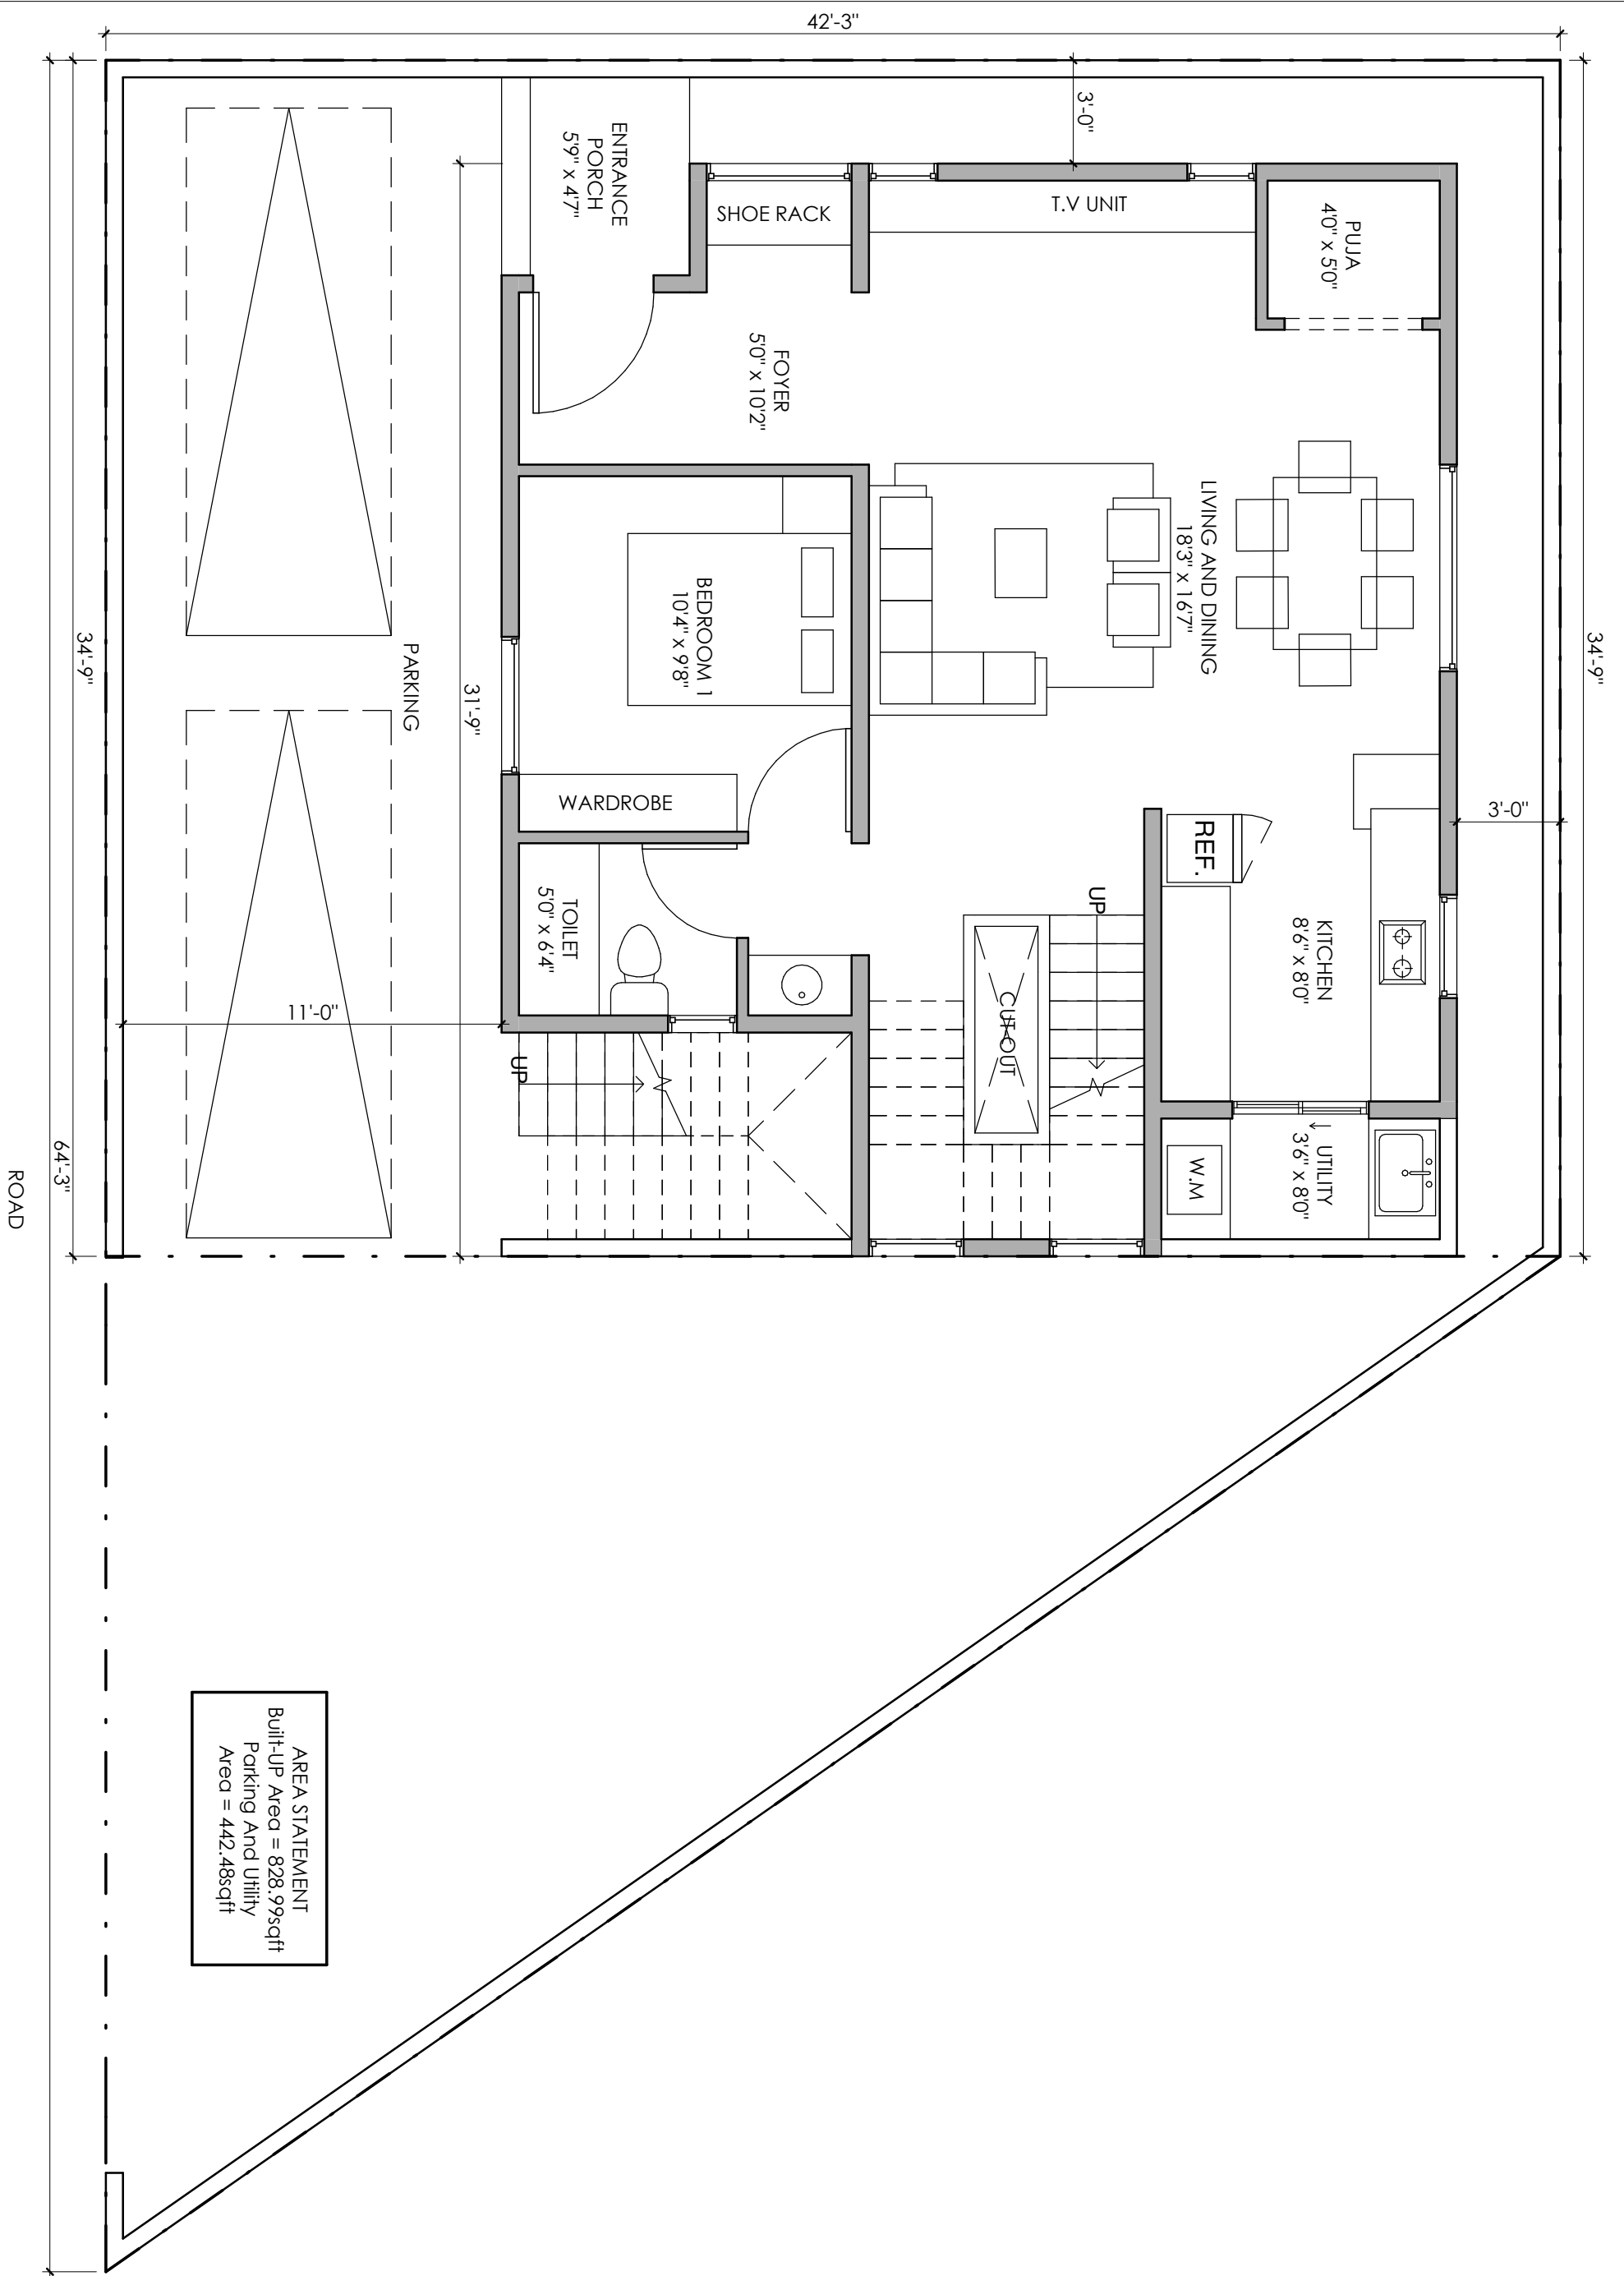 42'-3"
34'-9"
3'-0"
PUJA
4'0" x 5'0"
T.V UNIT
SHOE RACK
ENTRANCE
PORCH
5'9" x 4'7"
FOYER
5'0" x 10'2"
LIVING AND DINING
18'3" x 16'7"
BEDROOM 1
10'4" x 9'8"
WARDROBE
PARKING
31'-9"
34'-9"
3'-0"
REF.
KITCHEN
8'6" x 8'0"
UP
CUTOUT
TOILET
5'0" x 6'4"
11'-0"
UP
UTILITY
3'6" x 8'0"
W.M
64'-3"
ROAD
AREA STATEMENT
Built-UP Area = 828.99sqft
Parking And Utility
Area = 442.48sqft